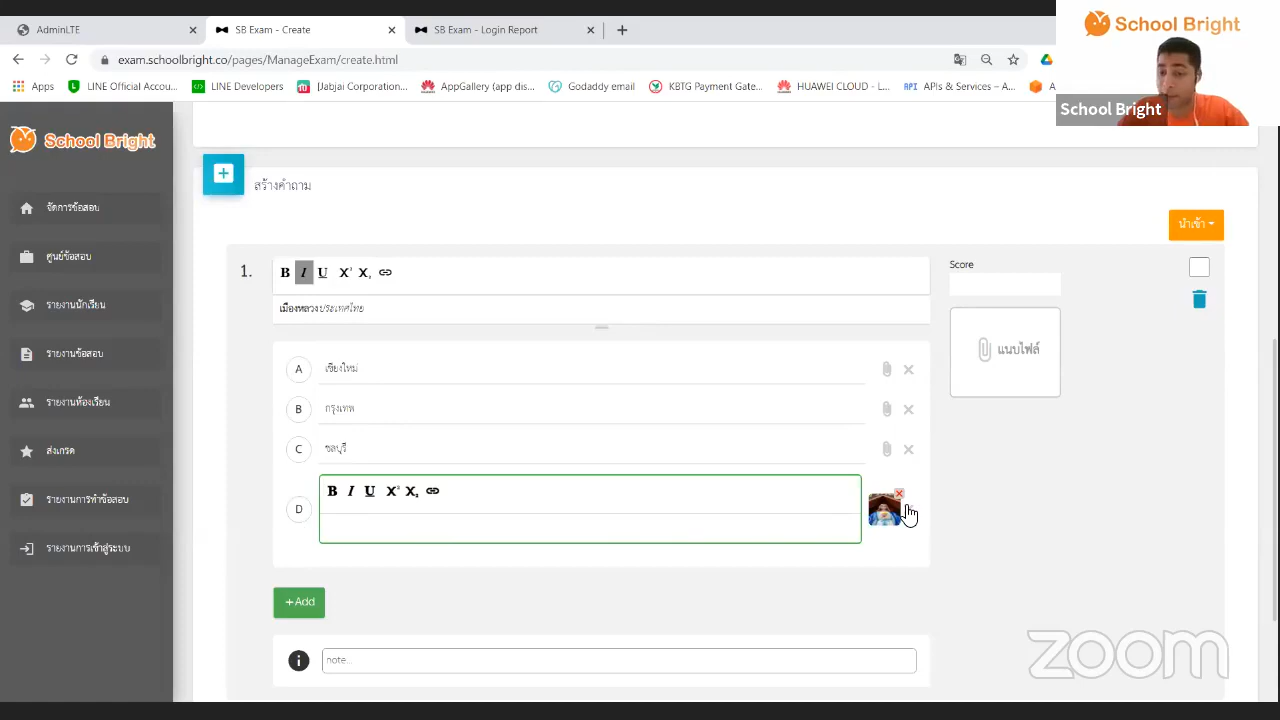 AdminLTE
SB Exam - Create
SB Exam - Login Report
exam.schoolbright.co/pages/ManageExam/create.html
Apps
LINE Official Accou...
LINE Developers
[Jabjai Corporation...
AppGallery (app dis...
Godaddy email
KBTG Payment Gate...
HUAWEI CLOUD - L...
API APIs & Services – A...
School Bright
School Bright
School Bright
จัดการข้อสอบ
ศูนย์ข้อสอบ
รายงานนักเรียน
รายงานข้อสอบ
รายงานห้องเรียน
ส่งเกรด
รายงานการทำข้อสอบ
รายงานการเข้าสู่ระบบ
สร้างคำถาม
นำเข้า
1.
B I U X² X₂
เมืองหลวงประเทศไทย
Score
แนบไฟล์
A เชียงใหม่
B กรุงเทพ
C ชลบุรี
B I U X² X₂
D
+Add
note...
zoom